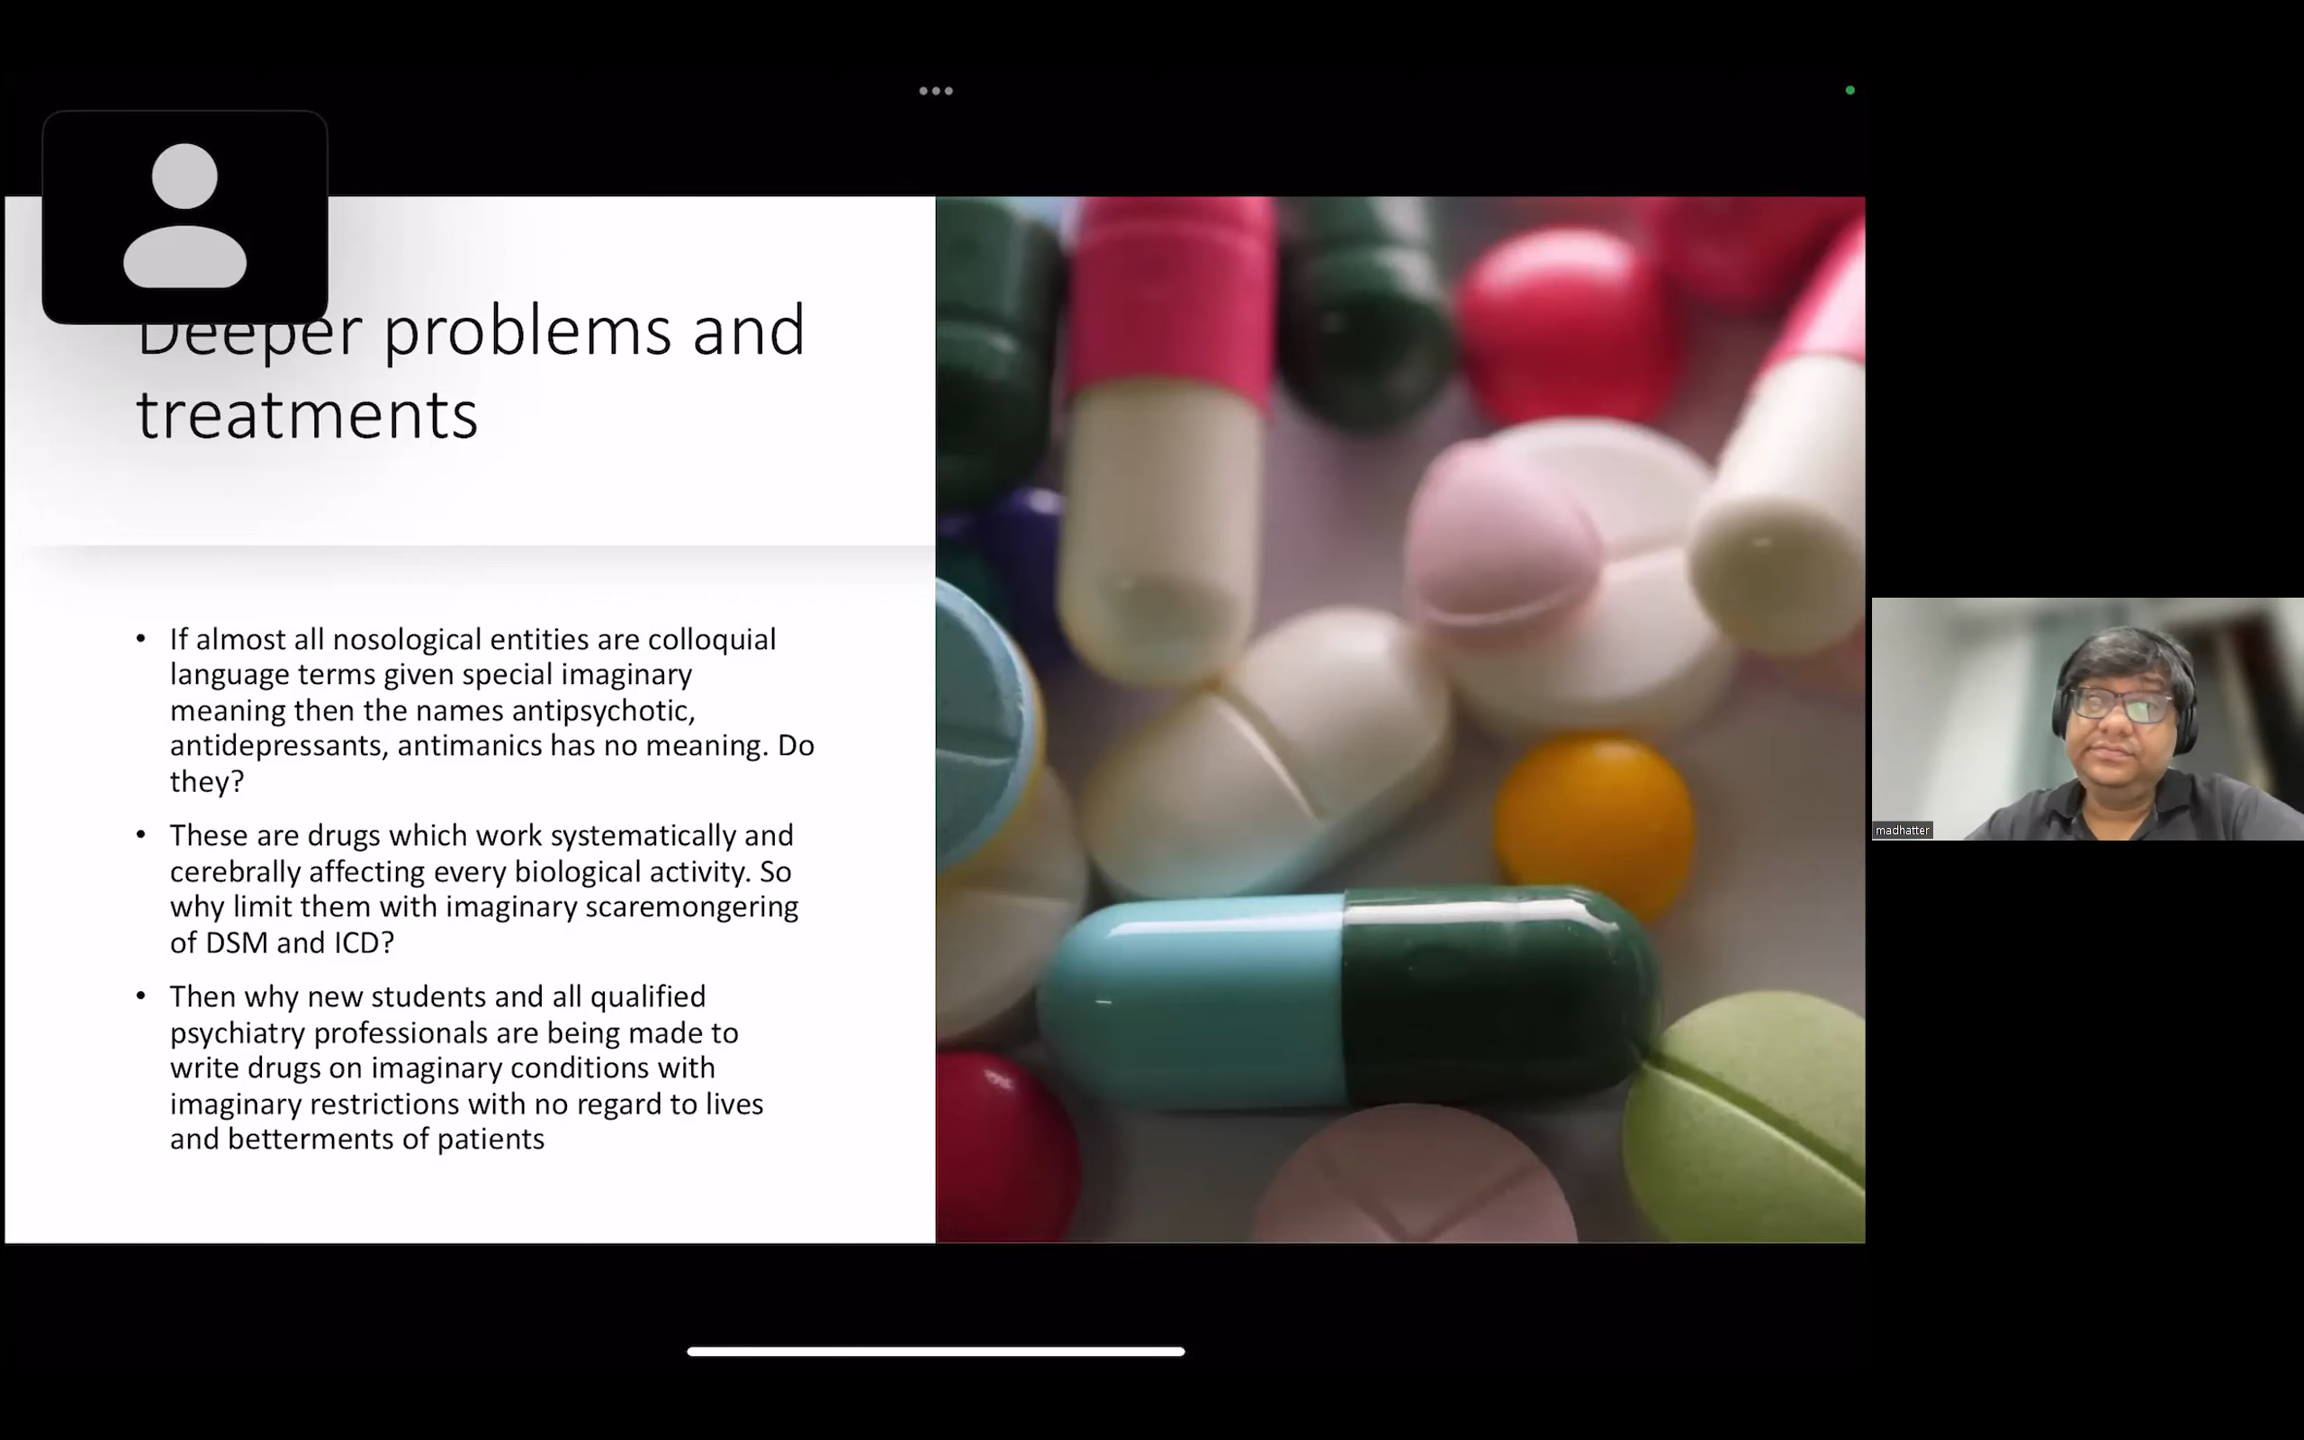 Deeper problems and
treatments
• If almost all nosological entities are colloquial
language terms given special imaginary
meaning then the names antipsychotic,
antidepressants, antimanics has no meaning. Do
they?
• These are drugs which work systematically and
cerebrally affecting every biological activity. So
why limit them with imaginary scaremongering
of DSM and ICD?
• Then why new students and all qualified
psychiatry professionals are being made to
write drugs on imaginary conditions with
imaginary restrictions with no regard to lives
and betterments of patients
madhatter